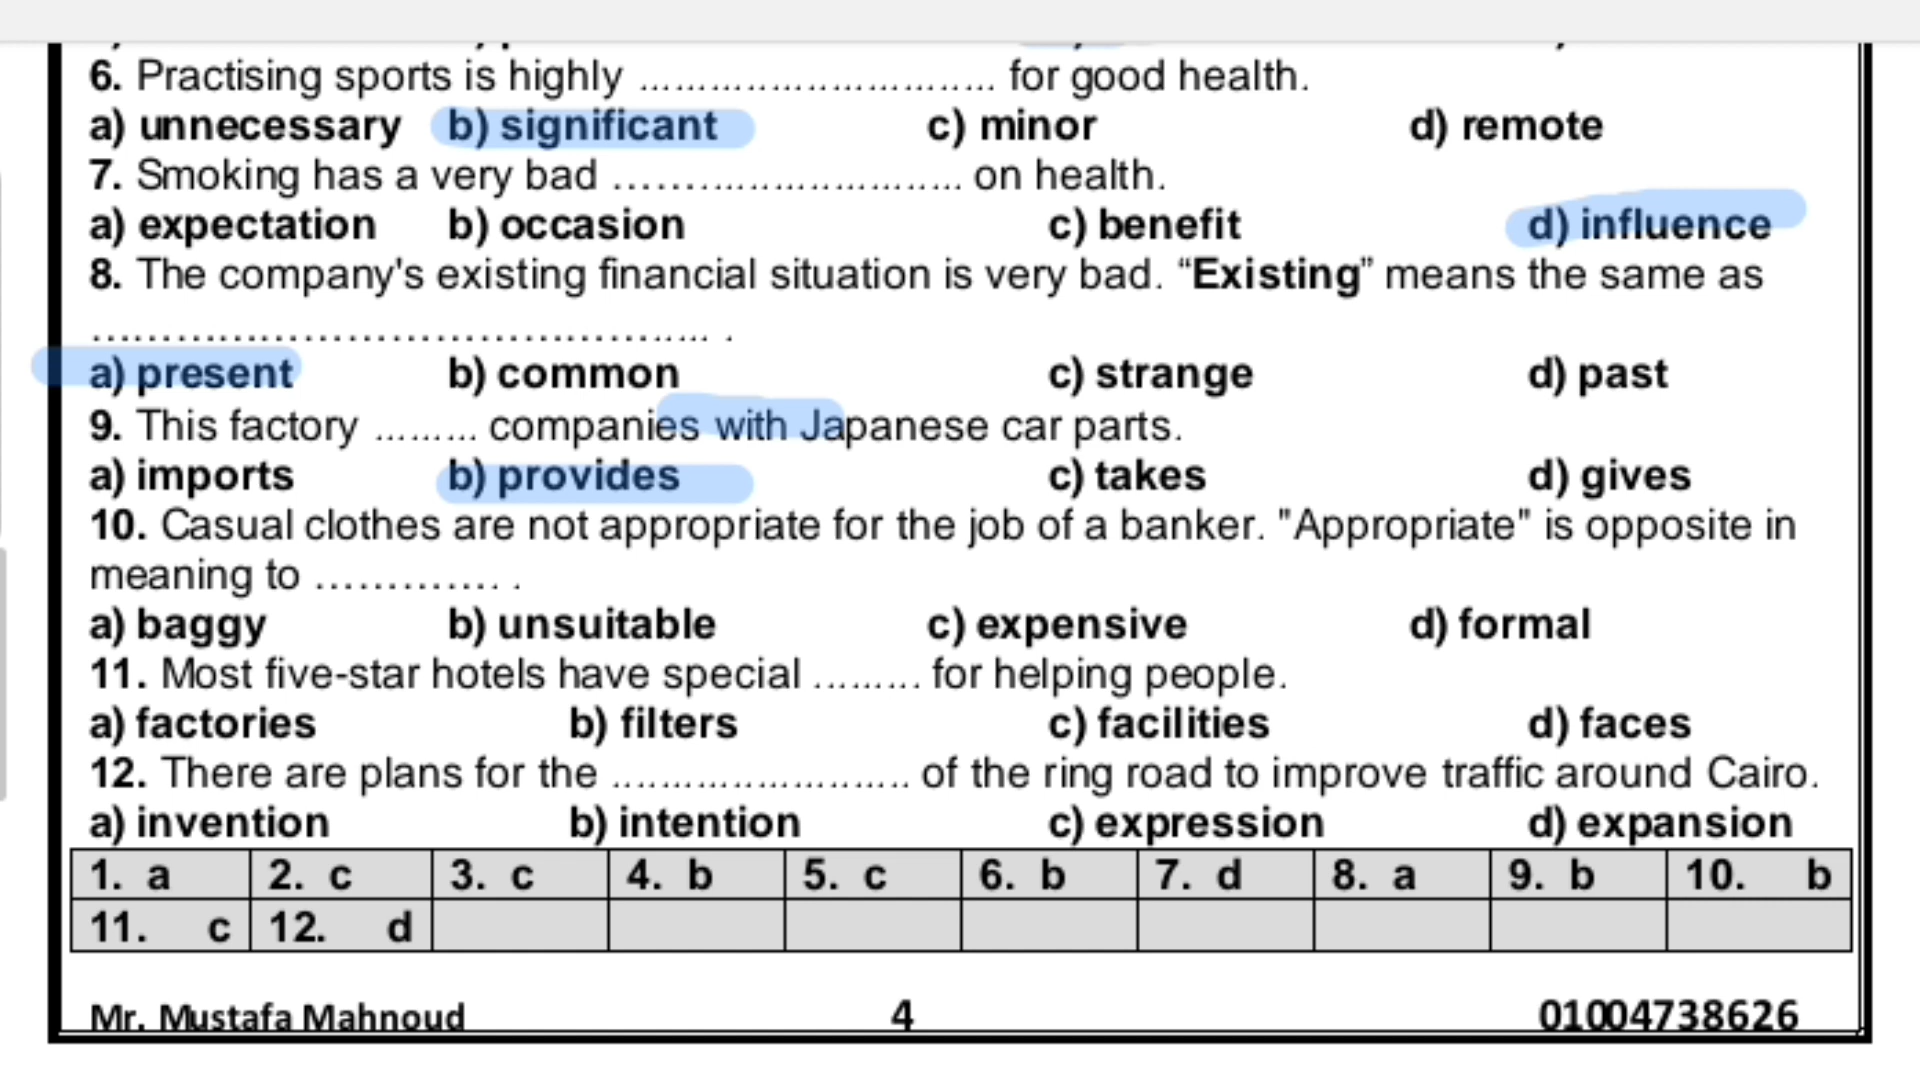 6. Practising sports is highly ............................ for good health.
a) unnecessary b) significant c) minor d) remote
7. Smoking has a very bad ............................ on health.
a) expectation b) occasion c) benefit d) influence
8. The company's existing financial situation is very bad. “Existing” means the same as
.............................................. .
a) present b) common c) strange d) past
9. This factory ......... companies with Japanese car parts.
a) imports b) provides c) takes d) gives
10. Casual clothes are not appropriate for the job of a banker. "Appropriate" is opposite in
meaning to ............. .
a) baggy b) unsuitable c) expensive d) formal
11. Most five-star hotels have special ......... for helping people.
a) factories b) filters c) facilities d) faces
12. There are plans for the ........................ of the ring road to improve traffic around Cairo.
a) invention b) intention c) expression d) expansion
1. a 2. c 3. c 4. b 5. c 6. b 7. d 8. a 9. b 10. b
11. c 12. d
Mr. Mustafa Mahnoud 4 01004738626